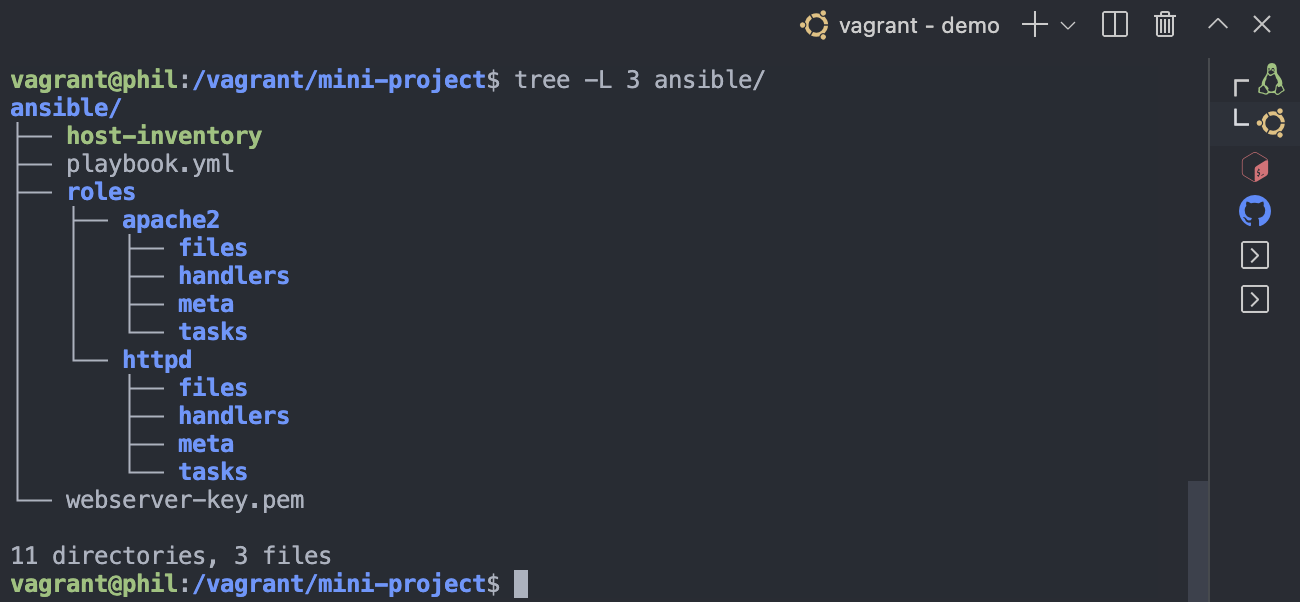 vagrant - demo
vagrant@phil:/vagrant/mini-project$ tree -L 3 ansible/
ansible/
├── host-inventory
├── playbook.yml
├── roles
│   ├── apache2
│   │   ├── files
│   │   ├── handlers
│   │   ├── meta
│   │   └── tasks
│   └── httpd
│       ├── files
│       ├── handlers
│       ├── meta
│       └── tasks
└── webserver-key.pem
11 directories, 3 files
vagrant@phil:/vagrant/mini-project$